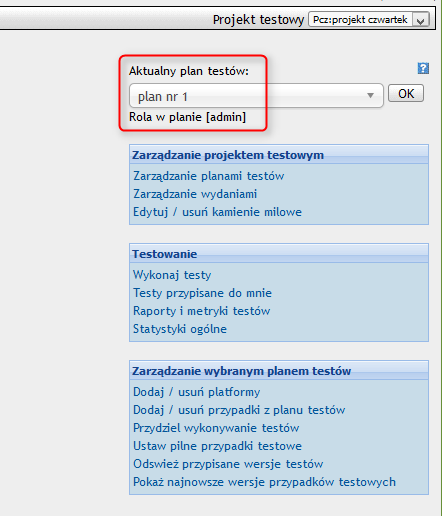 Projekt testowy Pcz:projekt czwartek
Aktualny plan testów:
plan nr 1 OK
Rola w planie [admin]
Zarządzanie projektem testowym
Zarządzanie planami testów
Zarządzanie wydaniami
Edytuj / usuń kamienie milowe
Testowanie
Wykonaj testy
Testy przypisane do mnie
Raporty i metryki testów
Statystyki ogólne
Zarządzanie wybranym planem testów
Dodaj / usuń platformy
Dodaj / usuń przypadki z planu testów
Przydziel wykonywanie testów
Ustaw pilne przypadki testowe
Odswież przypisane wersje testów
Pokaż najnowsze wersje przypadków testowych